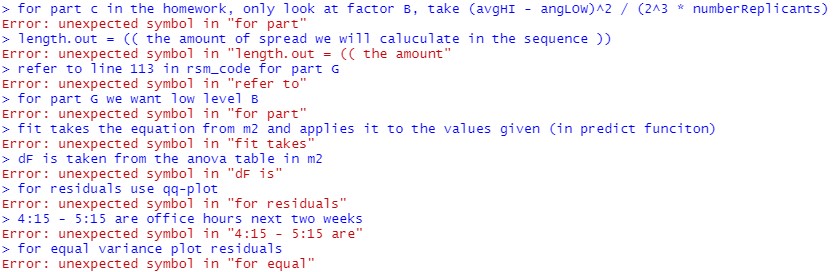 > for part c in the homework, only look at factor B, take (avgHI - angLOW)^2 / (2^3 * numberReplicants)
Error: unexpected symbol in "for part"
> length.out = (( the amount of spread we will caluculate in the sequence ))
Error: unexpected symbol in "length.out = (( the amount"
> refer to line 113 in rsm_code for part G
Error: unexpected symbol in "refer to"
> for part G we want low level B
Error: unexpected symbol in "for part"
> fit takes the equation from m2 and applies it to the values given (in predict funciton)
Error: unexpected symbol in "fit takes"
> dF is taken from the anova table in m2
Error: unexpected symbol in "dF is"
> for residuals use qq-plot
Error: unexpected symbol in "for residuals"
> 4:15 - 5:15 are office hours next two weeks
Error: unexpected symbol in "4:15 - 5:15 are"
> for equal variance plot residuals
Error: unexpected symbol in "for equal"